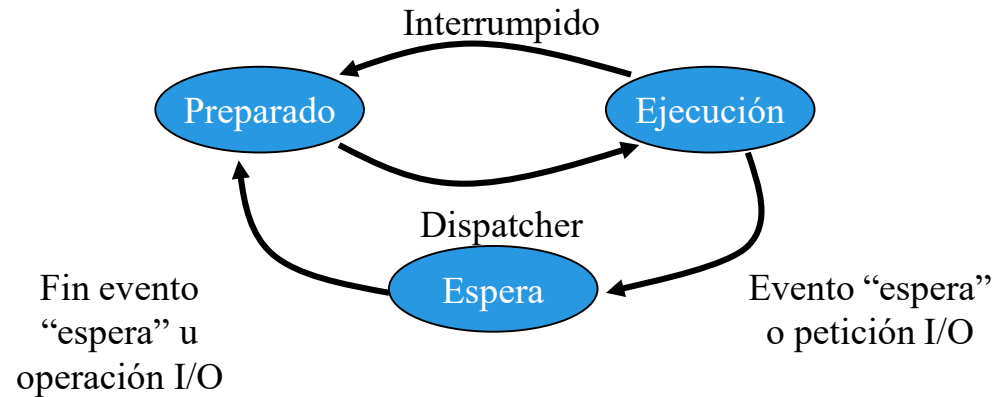 Interrumpido
Preparado
Ejecución
Dispatcher
Espera
Fin evento
“espera” u
operación I/O
Evento “espera”
o petición I/O